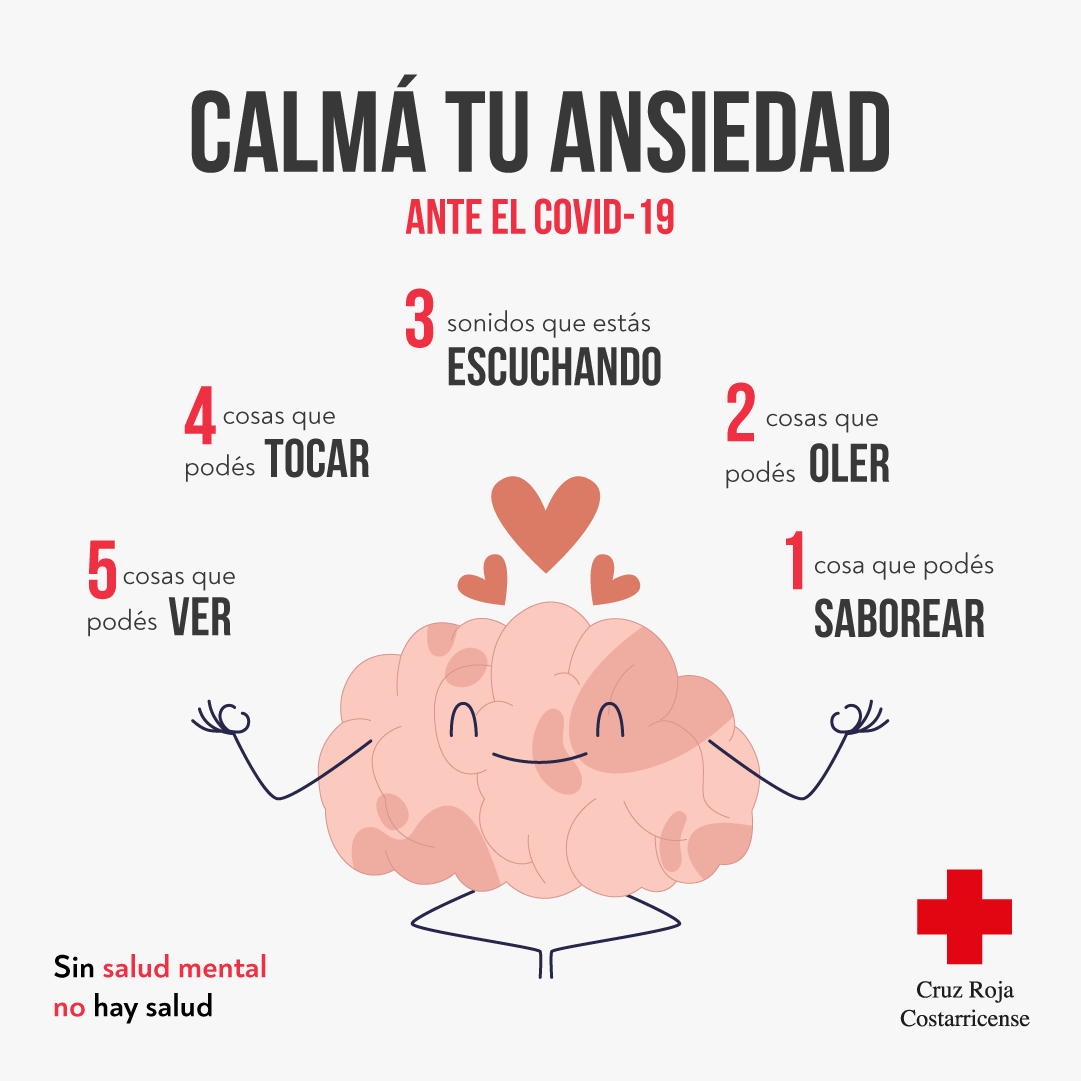 CALMÁ TU ANSIEDAD
ANTE EL COVID-19
5 cosas que
podés VER
4 cosas que
podés TOCAR
3 sonidos que estás
ESCUCHANDO
2 cosas que
podés OLER
1 cosa que podés
SABOREAR
Sin salud mental
no hay salud
Cruz Roja
Costarricense